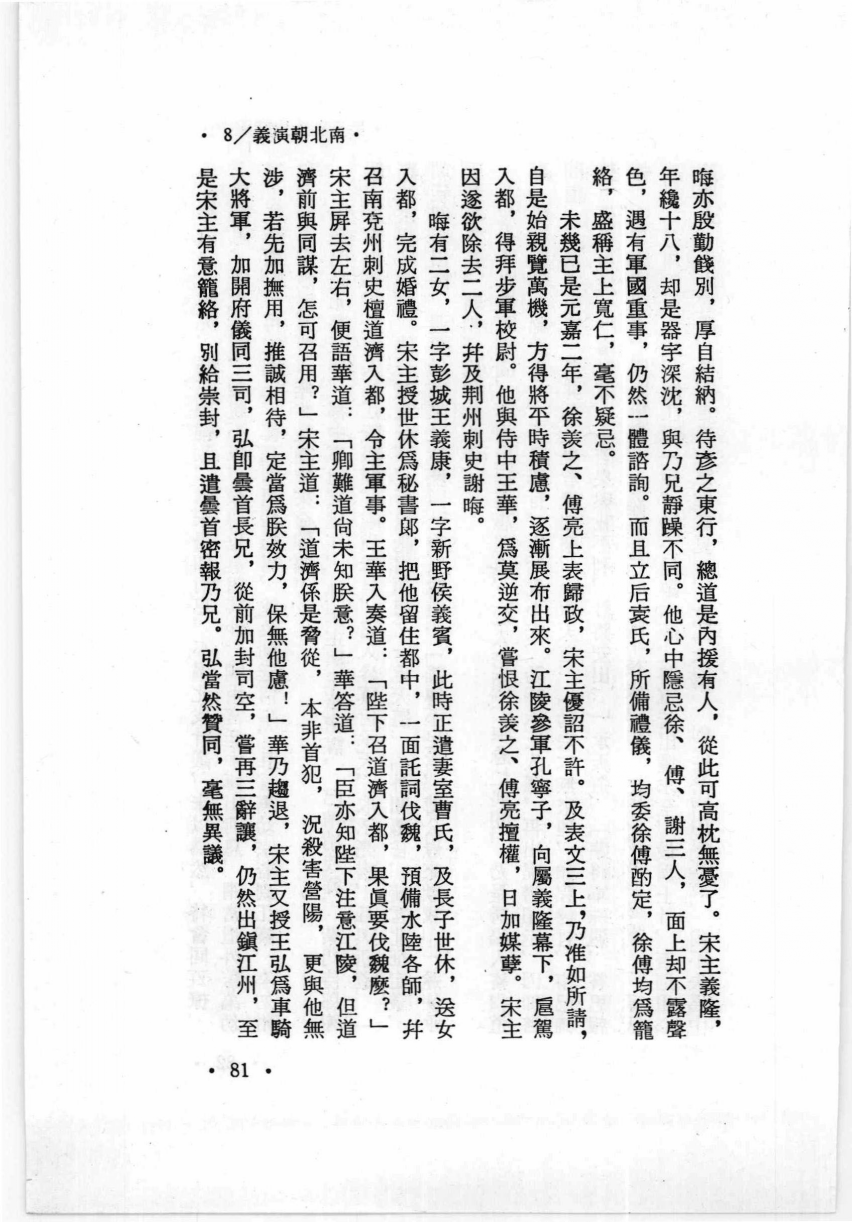 •南北朝演義/8•
晦亦殷勤餞別，厚自結納。待彥之東行，總道是內援有人，從此可高枕無憂了。宋主義隆，
年纔十八，却是器宇深沈，與乃兄靜躁不同。他心中隱忌徐、傅、謝三人，面上却不露聲
色，遇有軍國重事，仍然一體諮詢。而且立后袁氏，所備禮儀，均委徐傅酌定，徐傅均爲籠
絡，盛稱主上寬仁，毫不疑忌。
未幾已是元嘉二年，徐羨之、傅亮上表歸政，宋主優詔不許。及表文三上，乃准如所請，
自是始親覽萬機，方得將平時積慮，逐漸展布出來。江陵參軍孔寧子，向屬義隆幕下，扈駕
入都，得拜步軍校尉。他與侍中王華，爲莫逆交，嘗恨徐羨之、傅亮擅權，日加媒孽。宋主
因遂欲除去二人，幷及荆州刺史謝晦。
晦有二女，一字彭城王義康，一字新野侯義賓，此時正遣妻室曹氏，及長子世休，送女
入都，完成婚禮。宋主授世休爲秘書郎，把他留住都中，一面託詞伐魏，預備水陸各師，幷
召南兗州刺史檀道濟入都，令主軍事。王華入奏道：「陛下召道濟入都，果眞要伐魏麽？」
宋主屏去左右，便語華道：「卿難道尙未知朕意？」華答道：「臣亦知陛下注意江陵，但道
濟前與同謀，怎可召用？」宋主道：「道濟係是脅從，本非首犯，況殺害營陽，更與他無
涉，若先加撫用，推誠相待，定當爲朕效力，保無他慮！」華乃趨退，宋主又授王弘爲車騎
大將軍，加開府儀同三司，弘卽曇首長兄，從前加封司空，嘗再三辭讓，仍然出鎭江州，至
是宋主有意籠絡，別給崇封，且遣曇首密報乃兄。弘當然贊同，毫無異議。
•81•